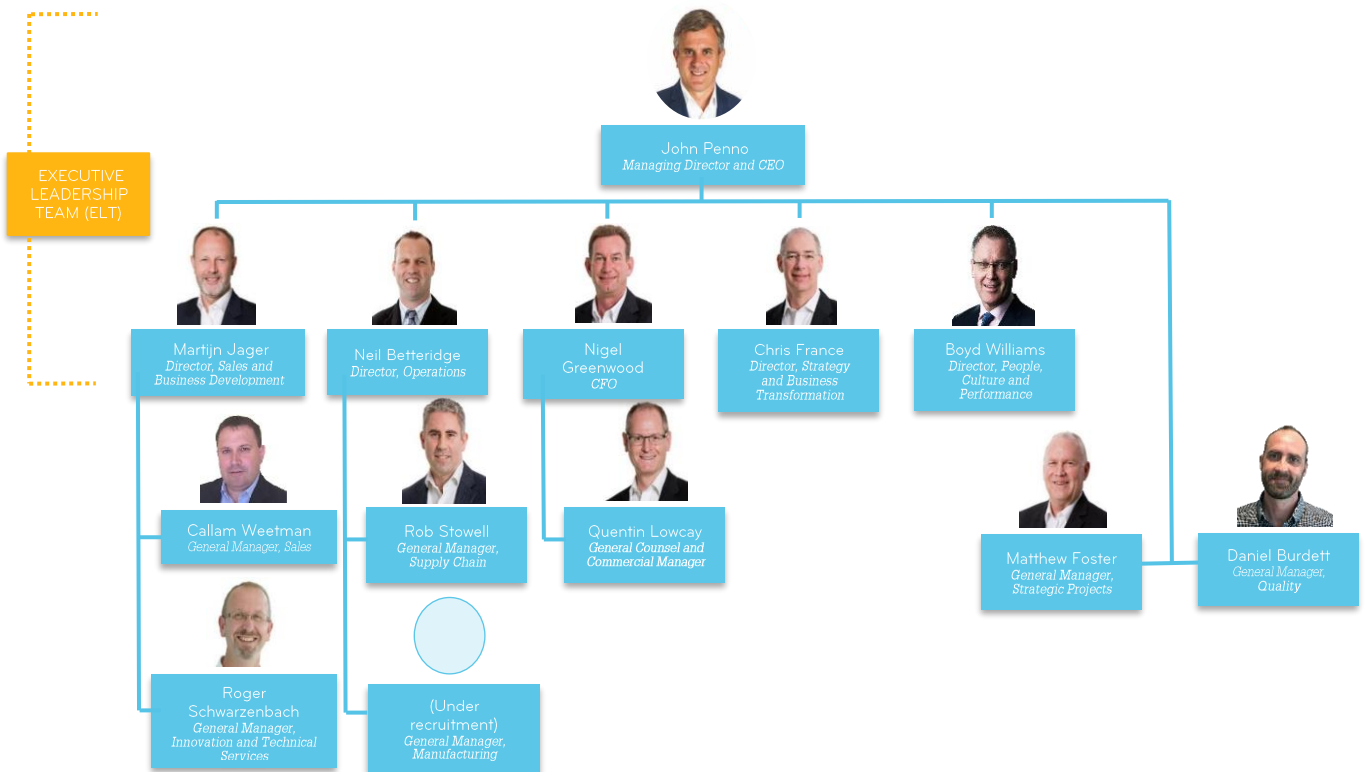 John Penno
Managing Director and CEO
EXECUTIVE
LEADERSHIP
TEAM (ELT)
Martijn Jager
Director, Sales and
Business Development
Neil Betteridge
Director, Operations
Nigel
Greenwood
CFO
Chris France
Director, Strategy
and Business
Transformation
Boyd Williams
Director, People,
Culture and
Performance
Callam Weetman
General Manager, Sales
Rob Stowell
General Manager,
Supply Chain
Quentin Lowcay
General Counsel and
Commercial Manager
Matthew Foster
General Manager,
Strategic Projects
Daniel Burdett
General Manager,
Quality
Roger
Schwarzenbach
General Manager,
Innovation and Technical
Services
(Under
recruitment)
General Manager,
Manufacturing